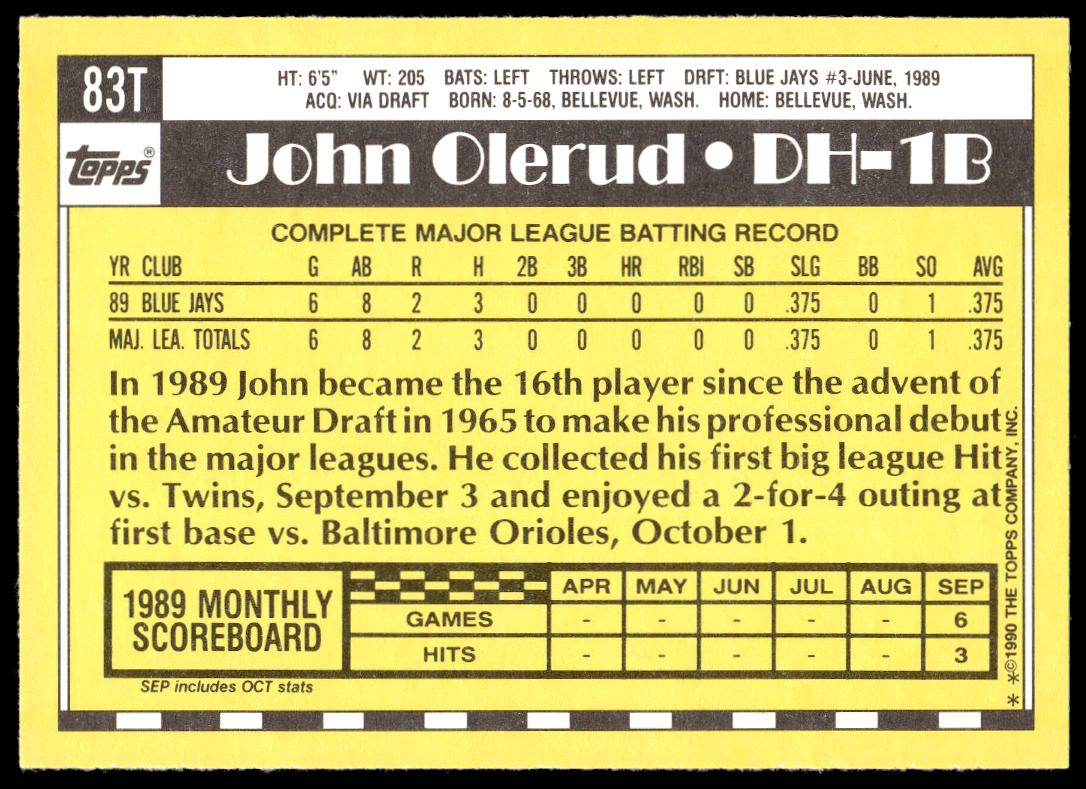 83T
HT: 6'5" WT: 205 BATS: LEFT THROWS: LEFT DRFT: BLUE JAYS #3-JUNE, 1989
ACQ: VIA DRAFT BORN: 8-5-68, BELLEVUE, WASH. HOME: BELLEVUE, WASH.
TOPPS®
John Olerud • DH-1B
COMPLETE MAJOR LEAGUE BATTING RECORD
YR CLUB G AB R H 2B 3B HR RBI SB SLG BB SO AVG
89 BLUE JAYS 6 8 2 3 0 0 0 0 0 .375 0 1 .375
MAJ. LEA. TOTALS 6 8 2 3 0 0 0 0 0 .375 0 1 .375
In 1989 John became the 16th player since the advent of
the Amateur Draft in 1965 to make his professional debut
in the major leagues. He collected his first big league Hit
vs. Twins, September 3 and enjoyed a 2-for-4 outing at
first base vs. Baltimore Orioles, October 1.
1989 MONTHLY
SCOREBOARD
APR MAY JUN JUL AUG SEP
GAMES - - - - - 6
HITS - - - - - 3
SEP includes OCT stats
* *©1990 THE TOPPS COMPANY, INC.